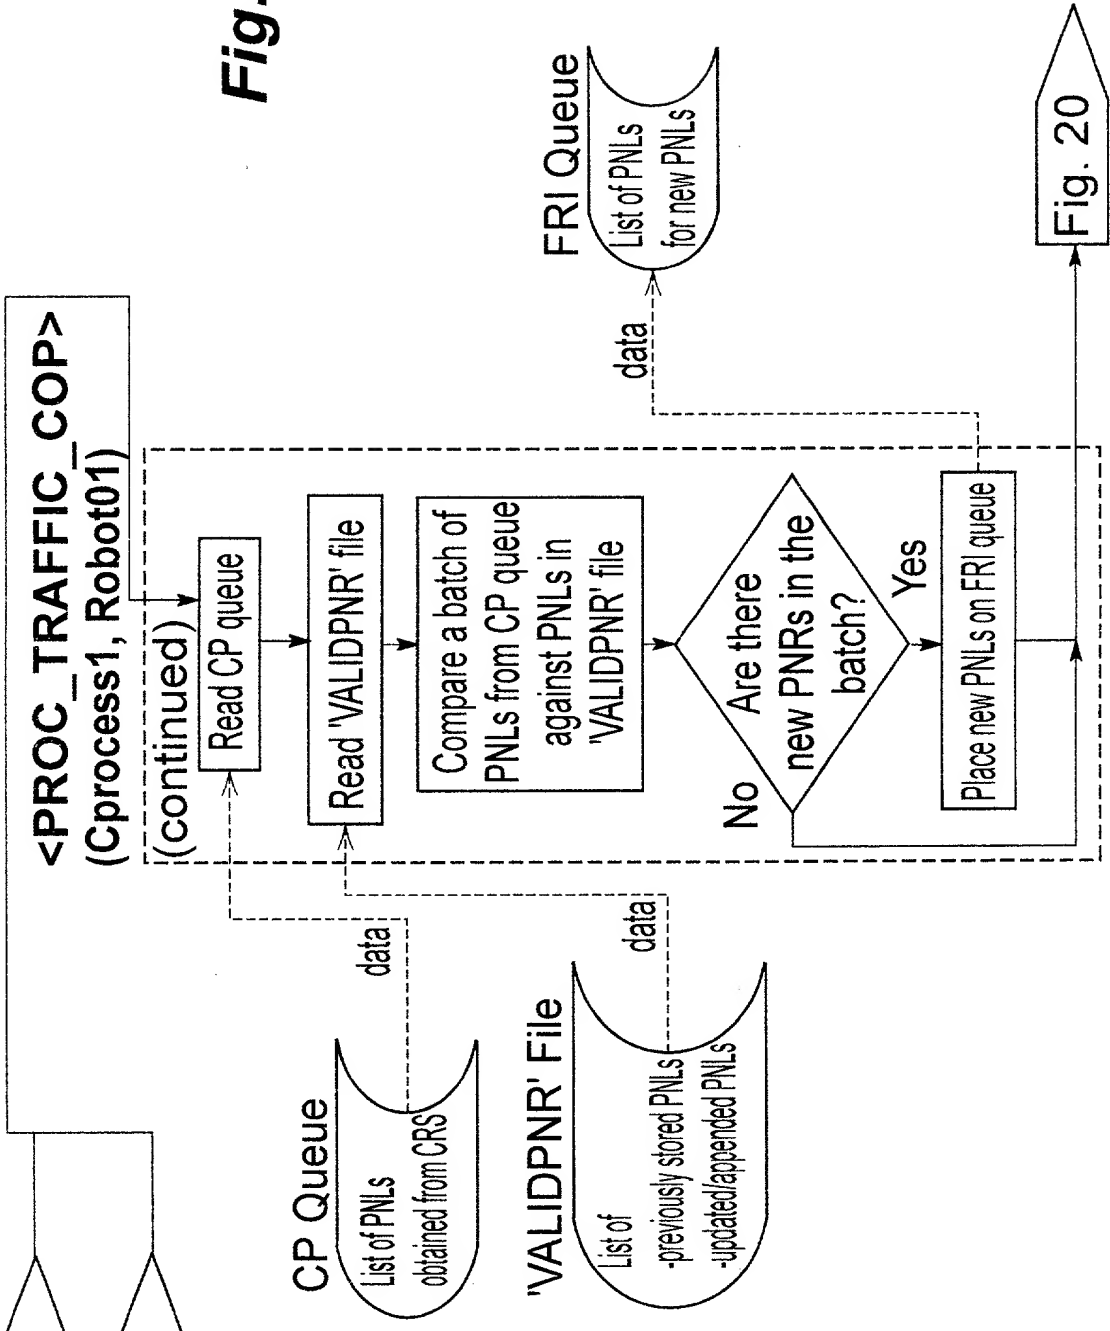 Fig.
<PROC_TRAFFIC_COP>
(Cprocess1, Robot01)
(continued)
Read CP queue
Read 'VALIDPNR' file
Compare a batch of
PNLs from CP queue
against PNLs in
'VALIDPNR' file
Are there
new PNRs in the
batch?
No
Yes
Place new PNLs on FRI queue
CP Queue
List of PNLs
obtained from CRS
data
'VALIDPNR' File
List of
-previously stored PNLs
-updated/appended PNLs
data
FRI Queue
List of PNLs
for new PNLs
data
Fig. 20